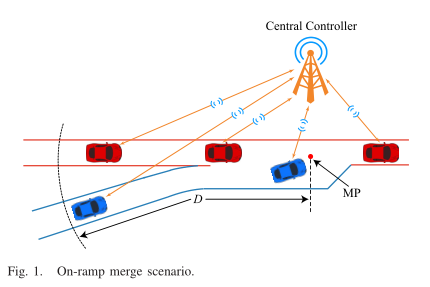 Central Controller
D
MP
Fig. 1. On-ramp merge scenario.